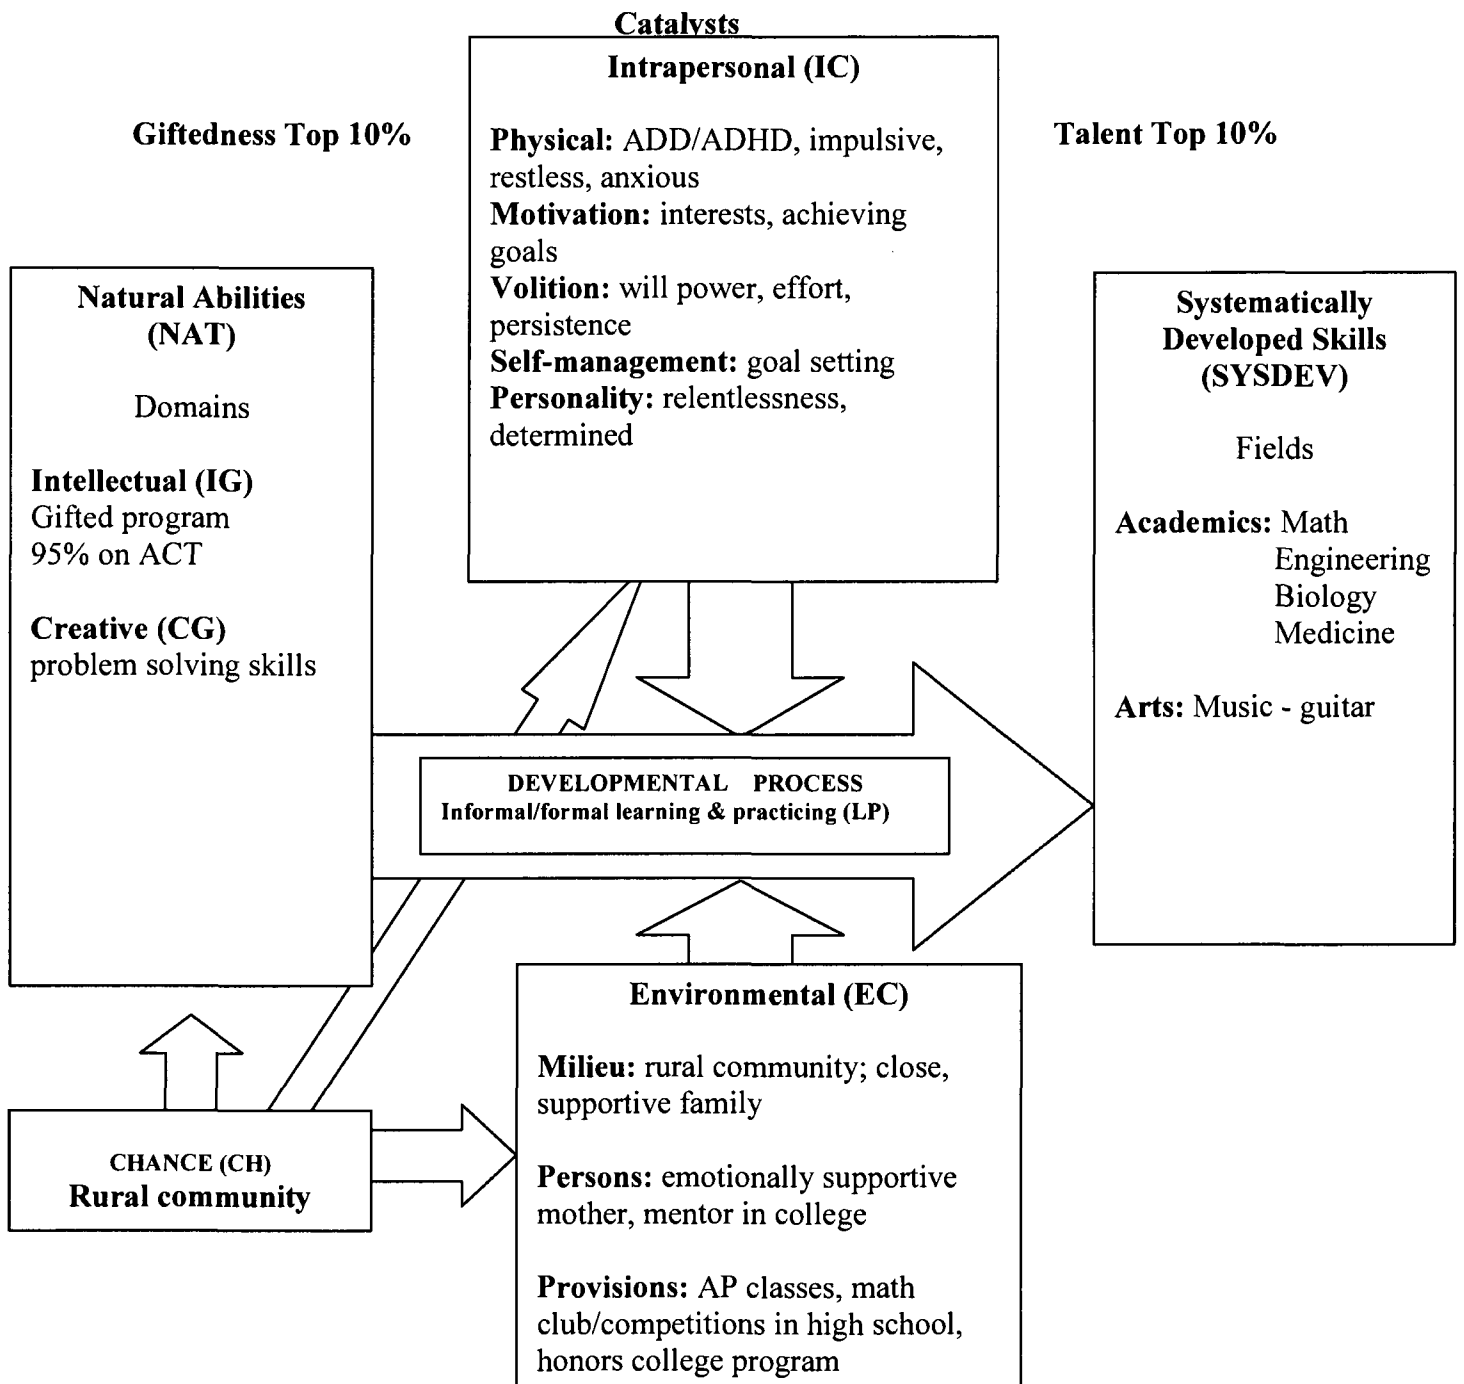 Catalysts
Intrapersonal (IC)
Giftedness Top 10%
Physical: ADD/ADHD, impulsive,
restless, anxious
Motivation: interests, achieving
goals
Volition: will power, effort,
persistence
Self-management: goal setting
Personality: relentlessness,
determined
Talent Top 10%
Natural Abilities
(NAT)
Domains
Intellectual (IG)
Gifted program
95% on ACT
Creative (CG)
problem solving skills
Systematically
Developed Skills
(SYSDEV)
Fields
Academics: Math
Engineering
Biology
Medicine
Arts: Music - guitar
DEVELOPMENTAL PROCESS
Informal/formal learning & practicing (LP)
CHANCE (CH)
Rural community
Environmental (EC)
Milieu: rural community; close,
supportive family
Persons: emotionally supportive
mother, mentor in college
Provisions: AP classes, math
club/competitions in high school,
honors college program